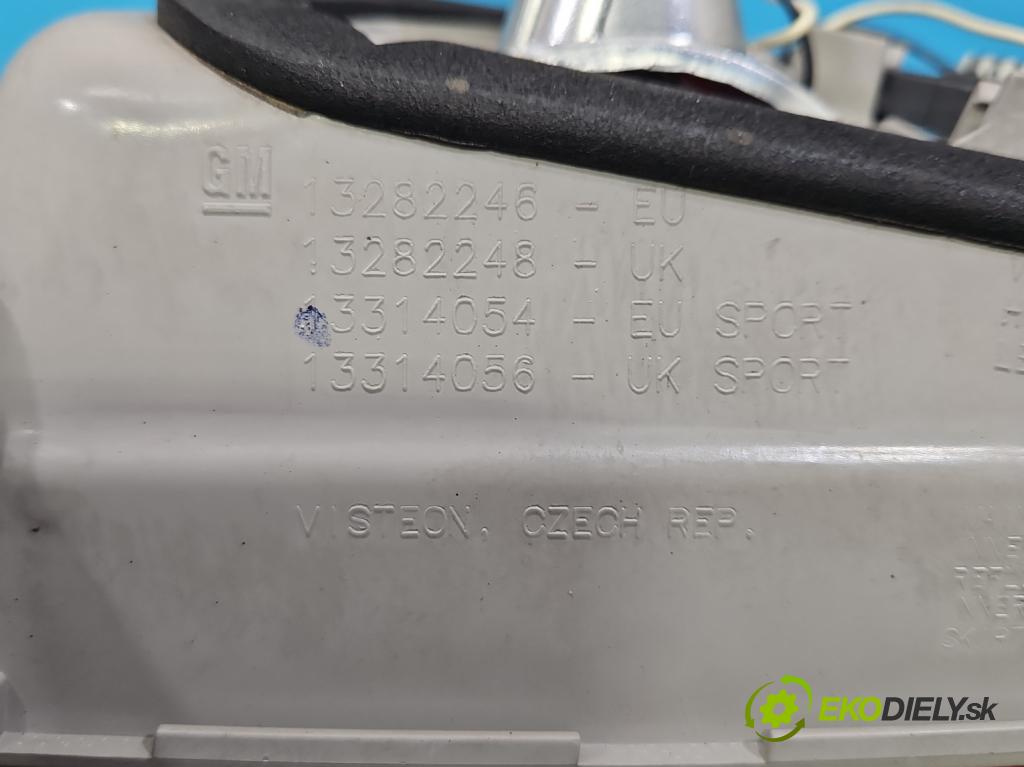 GM
13282246 - EU
13282248 - UK
13314054 - EU SPORT
13314056 - UK SPORT
VISTEON, CZECH REP.
EKODIELY.sk